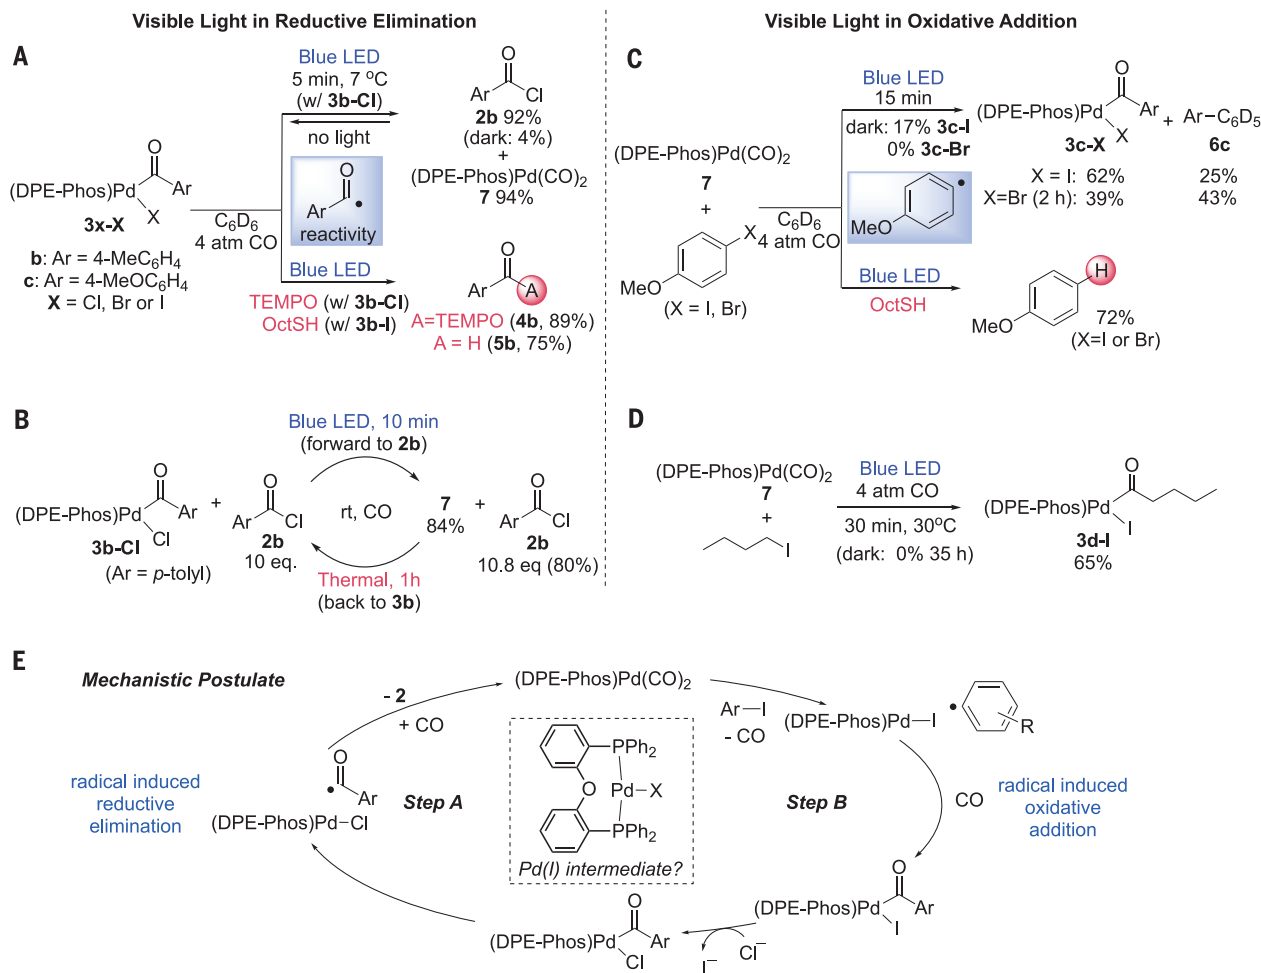 Visible Light in Reductive Elimination
A
Blue LED
5 min, 7 °C
(w/ 3b-Cl)
no light
O
Ar
Cl
2b 92%
(dark: 4%)
+
(DPE-Phos)Pd(CO)2
7 94%
O
(DPE-Phos)Pd
Ar
X
3x-X
C6D6
4 atm CO
O
Ar
•
reactivity
b: Ar = 4-MeC6H4
c: Ar = 4-MeOC6H4
X = Cl, Br or I
Blue LED
TEMPO (w/ 3b-Cl)
OctSH (w/ 3b-I)
O
Ar
A
A=TEMPO (4b, 89%)
A = H (5b, 75%)
B
Blue LED, 10 min
(forward to 2b)
O
(DPE-Phos)Pd
Ar
Cl
3b-Cl
(Ar = p-tolyl)
+
O
Ar
Cl
2b
10 eq.
rt, CO
7
84%
+
O
Ar
Cl
2b
10.8 eq (80%)
Thermal, 1h
(back to 3b)
Visible Light in Oxidative Addition
C
Blue LED
15 min
dark: 17% 3c-I
0% 3c-Br
(DPE-Phos)Pd(CO)2
7
+
X
MeO
(X = I, Br)
C6D6
4 atm CO
•
MeO
O
(DPE-Phos)Pd
Ar
X
3c-X
+
Ar–C6D5
6c
X = I: 62% 25%
X=Br (2 h): 39% 43%
Blue LED
OctSH
H
MeO
72%
(X=I or Br)
D
(DPE-Phos)Pd(CO)2
7
+
I
Blue LED
4 atm CO
30 min, 30°C
(dark: 0% 35 h)
O
(DPE-Phos)Pd
I
3d-I
65%
E
Mechanistic Postulate
- 2
+ CO
(DPE-Phos)Pd(CO)2
Ar–I
- CO
(DPE-Phos)Pd–I
•
R
radical induced
reductive
elimination
O
•
Ar
(DPE-Phos)Pd–Cl
Step A
PPh2
O
Pd–X
PPh2
Pd(I) intermediate?
Step B
CO
radical induced
oxidative
addition
O
(DPE-Phos)Pd
Ar
I
I–
Cl–
O
(DPE-Phos)Pd
Ar
Cl